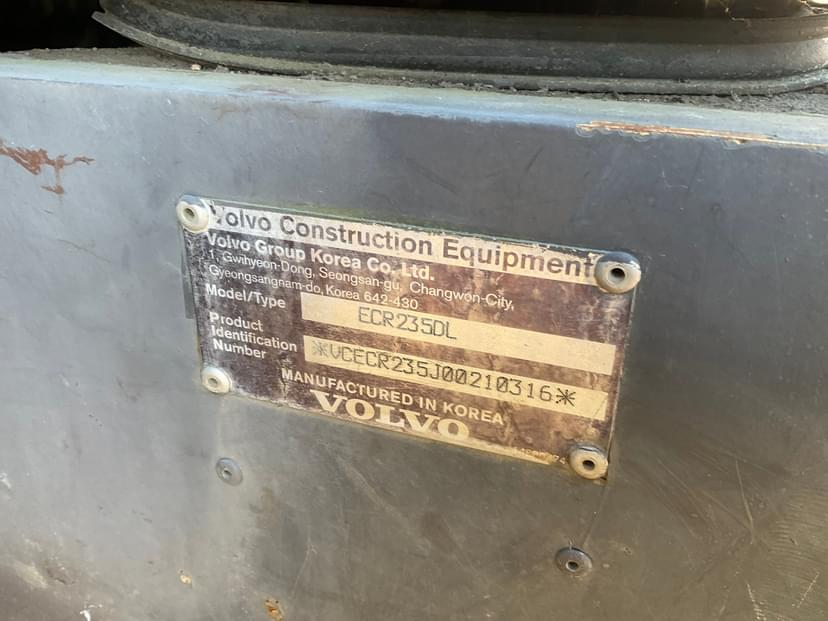 Volvo Construction Equipment
Volvo Group Korea Co. Ltd.
1, Gwihyeon-Dong, Seongsan-gu, Changwon-City,
Gyeongsangnam-do, Korea 642-430
Model/Type ECR235DL
Product
Identification
Number *VCECR235J00210316*
MANUFACTURED IN KOREA
VOLVO